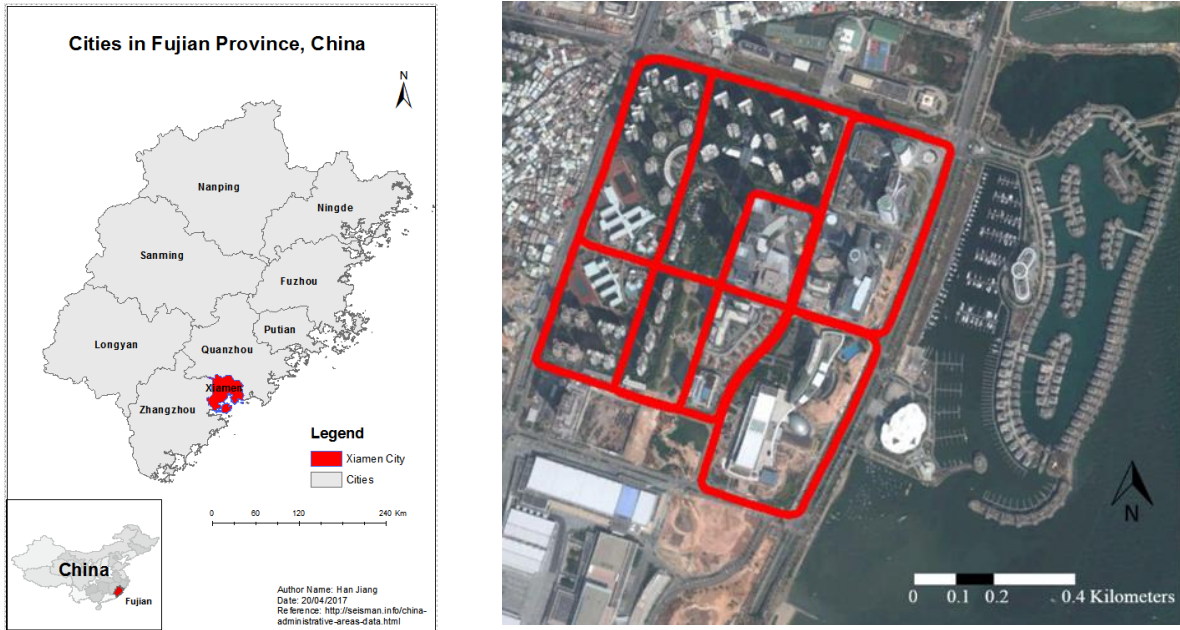 Cities in Fujian Province, China
N
Nanping
Ningde
Sanming
Fuzhou
Putian
Longyan
Quanzhou
Xiamen
Zhangzhou
Legend
Xiamen City
Cities
0 60 120 240 Km
China
Fujian
Author Name: Han Jiang
Date: 20/04/2017
Reference: http://seisman.info/china-
administrative-areas-data.html
N
0 0.1 0.2 0.4 Kilometers